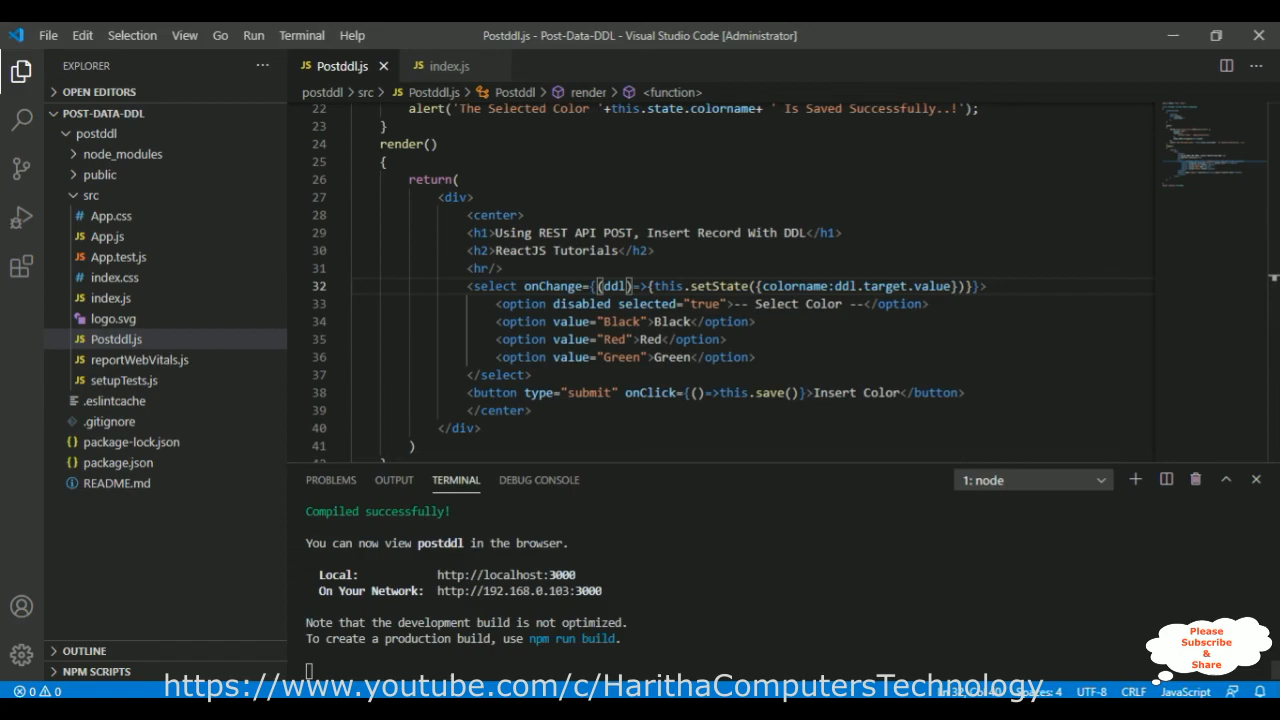 File Edit Selection View Go Run Terminal Help Postddl.js - Post-Data-DDL - Visual Studio Code [Administrator]
EXPLORER
OPEN EDITORS
POST-DATA-DDL
postddl
node_modules
public
src
App.css
App.js
App.test.js
index.css
index.js
logo.svg
Postddl.js
reportWebVitals.js
setupTests.js
.eslintcache
.gitignore
package-lock.json
package.json
README.md
OUTLINE
NPM SCRIPTS
JS Postddl.js JS index.js
postddl > src > JS Postddl.js > Postddl > render > <function>
22 alert('The Selected Color '+this.state.colorname+ ' Is Saved Successfully..!');
23 }
24 render()
25 {
26 return(
27 <div>
28 <center>
29 <h1>Using REST API POST, Insert Record With DDL</h1>
30 <h2>ReactJS Tutorials</h2>
31 <hr/>
32 <select onChange={(ddl)=>{this.setState({colorname:ddl.target.value})}}>
33 <option disabled selected="true">-- Select Color --</option>
34 <option value="Black">Black</option>
35 <option value="Red">Red</option>
36 <option value="Green">Green</option>
37 </select>
38 <button type="submit" onClick={()=>this.save()}>Insert Color</button>
39 </center>
40 </div>
41 )
PROBLEMS OUTPUT TERMINAL DEBUG CONSOLE 1: node
Compiled successfully!
You can now view postddl in the browser.
Local: http://localhost:3000
On Your Network: http://192.168.0.103:3000
Note that the development build is not optimized.
To create a production build, use npm run build.
Please
Subscribe
&
Share
https://www.youtube.com/c/HarithaComputersTechnology
0 0 4 UTF-8 CRLF JavaScript